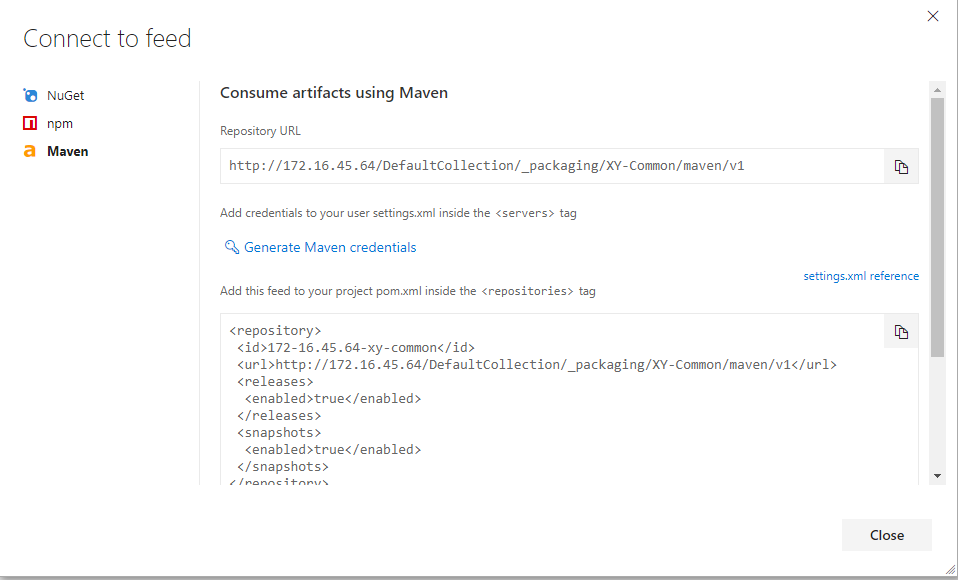 Connect to feed
NuGet
npm
Maven
Consume artifacts using Maven
Repository URL
http://172.16.45.64/DefaultCollection/_packaging/XY-Common/maven/v1
Add credentials to your user settings.xml inside the <servers> tag
Generate Maven credentials
settings.xml reference
Add this feed to your project pom.xml inside the <repositories> tag
<repository>
<id>172-16.45.64-xy-common</id>
<url>http://172.16.45.64/DefaultCollection/_packaging/XY-Common/maven/v1</url>
<releases>
<enabled>true</enabled>
</releases>
<snapshots>
<enabled>true</enabled>
</snapshots>
</repository>
Close